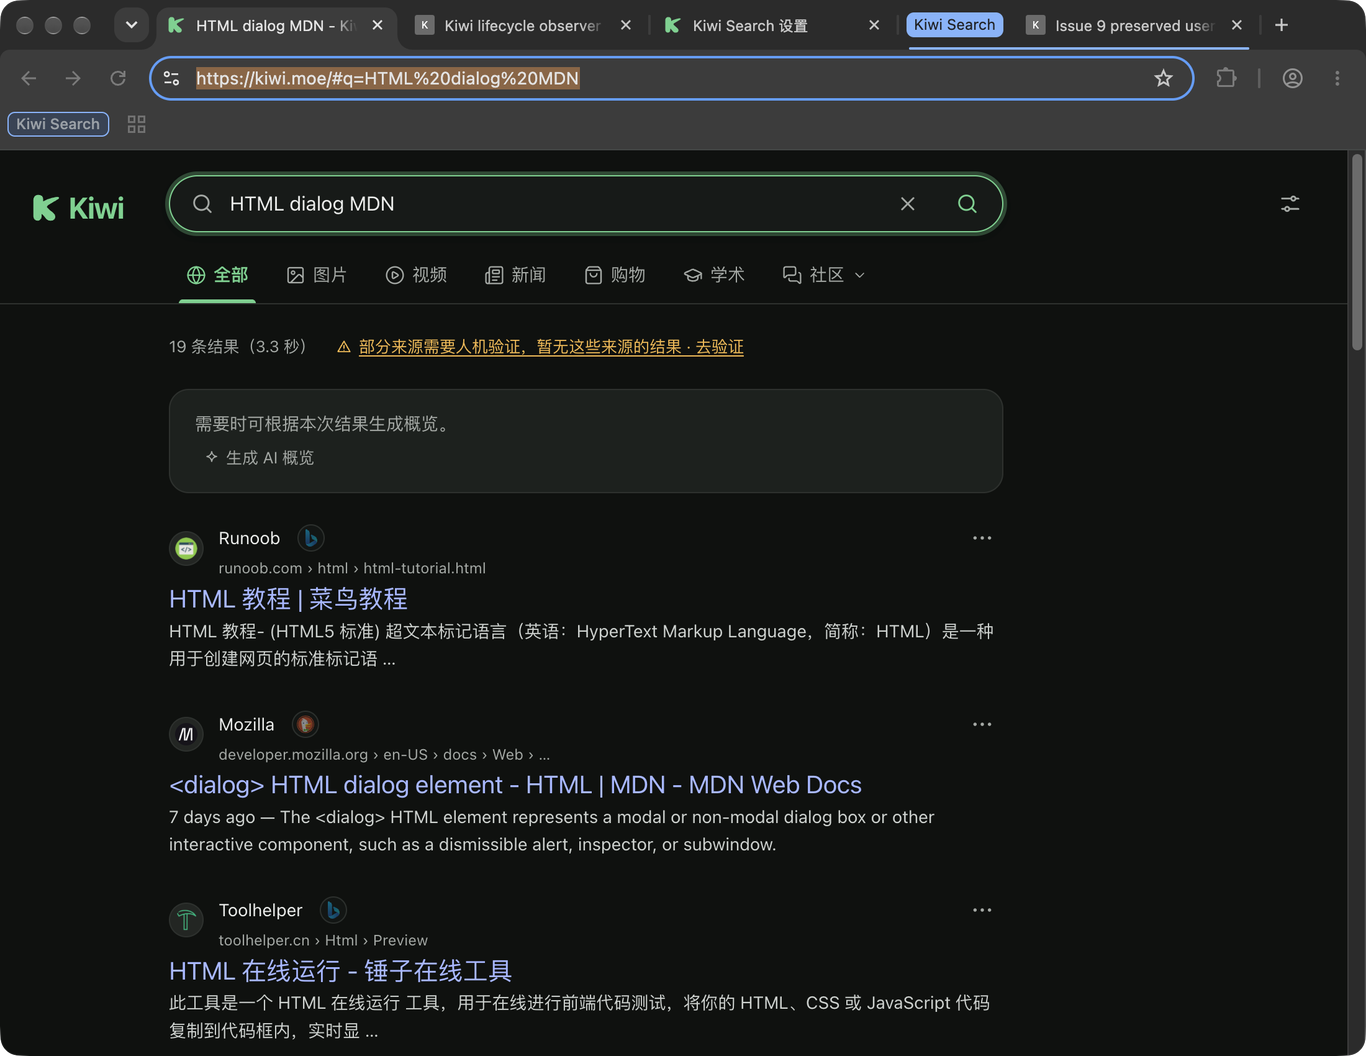 HTML dialog MDN - Ki
Kiwi lifecycle observer
Kiwi Search 设置
Kiwi Search
Issue 9 preserved user
https://kiwi.moe/#q=HTML%20dialog%20MDN
Kiwi Search
Kiwi
HTML dialog MDN
全部
图片
视频
新闻
购物
学术
社区
19 条结果（3.3 秒）
部分来源需要人机验证，暂无这些来源的结果 · 去验证
需要时可根据本次结果生成概览。
生成 AI 概览
Runoob
runoob.com › html › html-tutorial.html
HTML 教程 | 菜鸟教程
HTML 教程- (HTML5 标准) 超文本标记语言（英语：HyperText Markup Language，简称：HTML）是一种
用于创建网页的标准标记语 ...
Mozilla
developer.mozilla.org › en-US › docs › Web › ...
<dialog> HTML dialog element - HTML | MDN - MDN Web Docs
7 days ago — The <dialog> HTML element represents a modal or non-modal dialog box or other
interactive component, such as a dismissible alert, inspector, or subwindow.
Toolhelper
toolhelper.cn › Html › Preview
HTML 在线运行 - 锤子在线工具
此工具是一个 HTML 在线运行 工具，用于在线进行前端代码测试，将你的 HTML、CSS 或 JavaScript 代码
复制到代码框内，实时显 ...